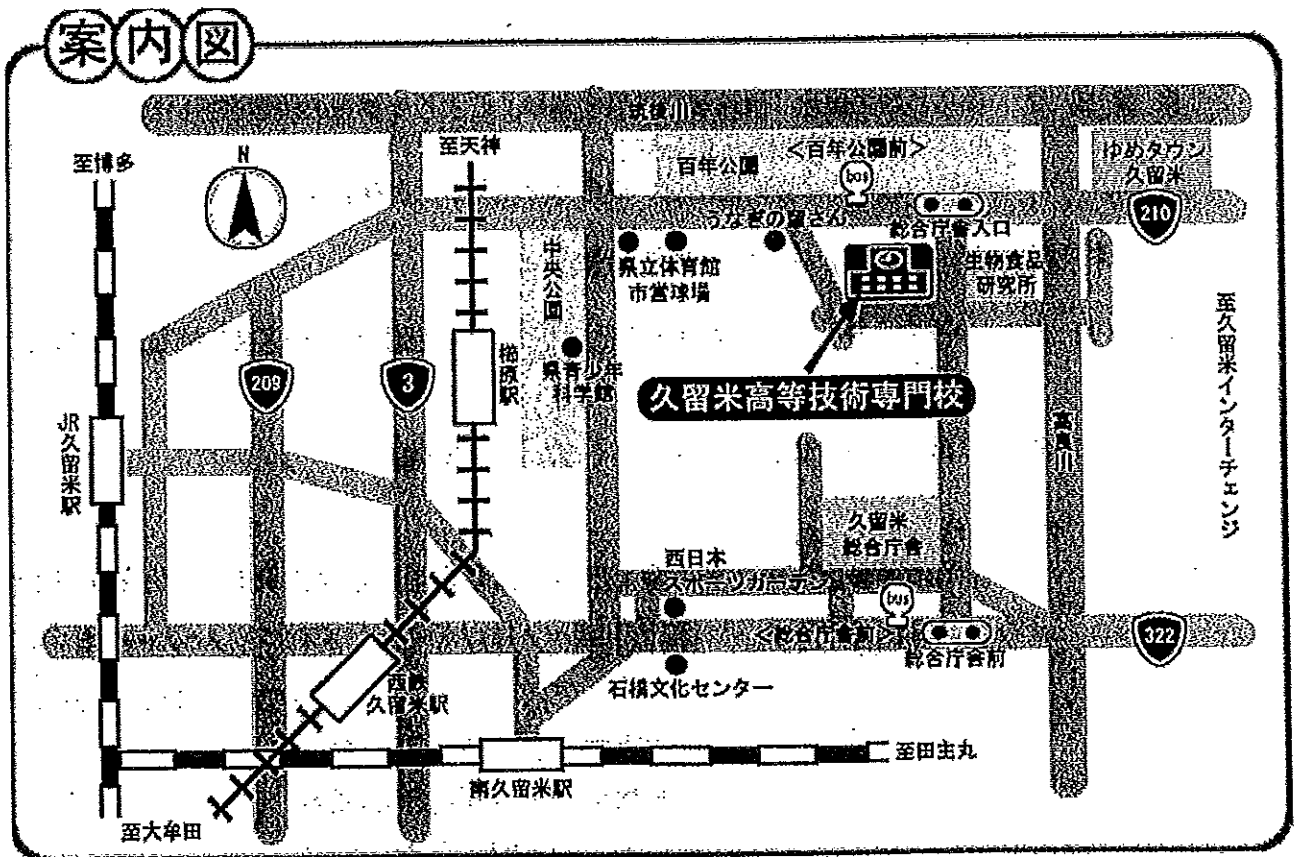 案内図
筑後川
至天神
至博多
N
百年公園
<百年公園前>
bus
ゆめタウン
久留米
210
うなぎの
総合庁舎入口
中央公園
県立体育館
市営球場
生物食品
研究所
至久留米インターチェンジ
209
3
櫛原駅
県青少年
科学館
久留米高等技術専門校
JR久留米駅
高良川
久留米
総合庁舎
西日本
スポーツガーデン
bus
<総合庁舎前>
総合庁舎前
322
西鉄
久留米駅
石橋文化センター
至田主丸
南久留米駅
至大牟田